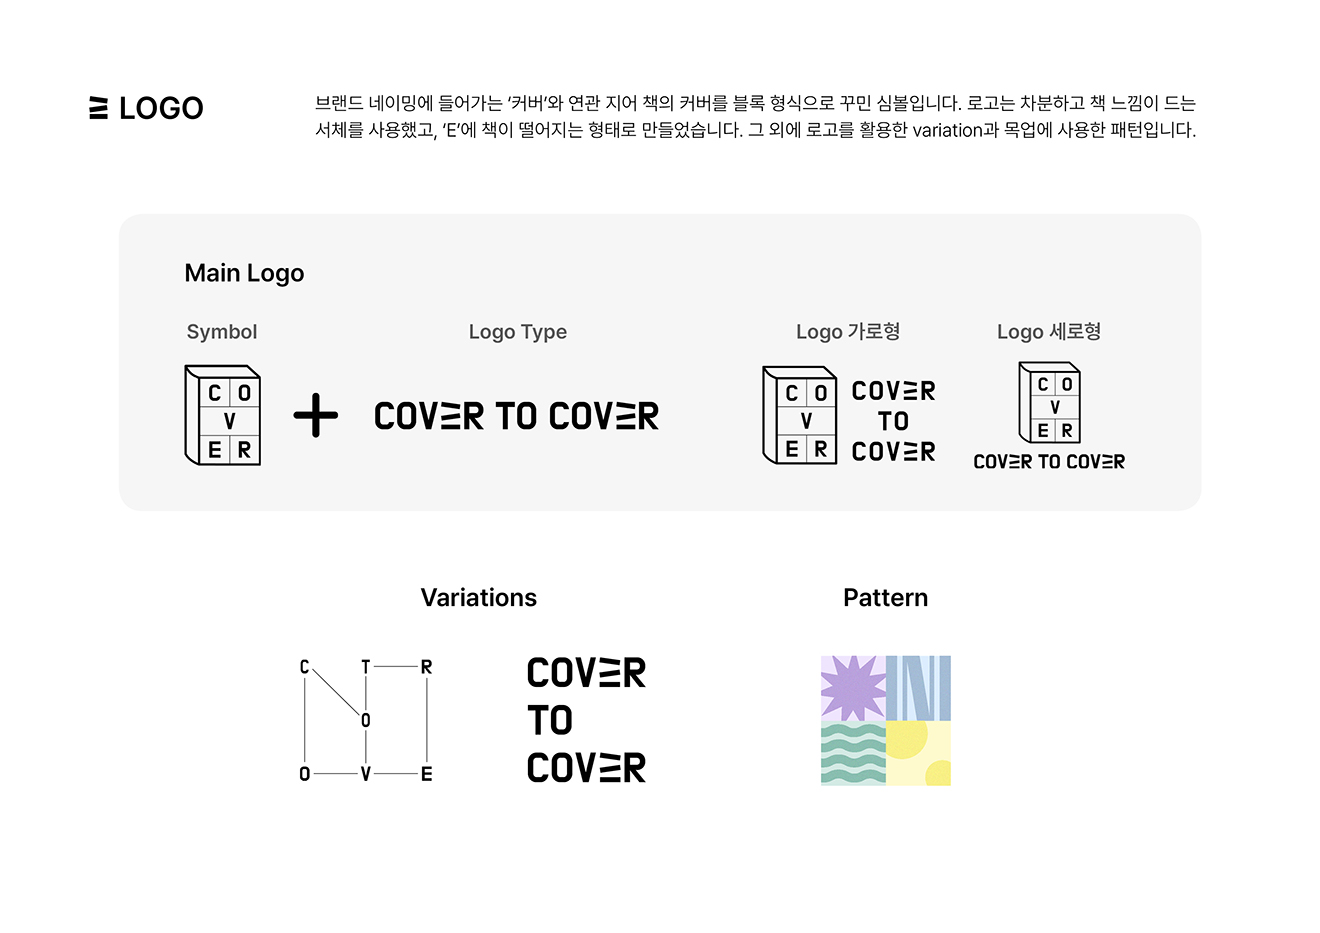 LOGO
브랜드 네이밍에 들어가는 ‘커버’와 연관 지어 책의 커버를 블록 형식으로 꾸민 심볼입니다. 로고는 차분하고 책 느낌이 드는
서체를 사용했고, ‘E’에 책이 떨어지는 형태로 만들었습니다. 그 외에 로고를 활용한 variation과 목업에 사용한 패턴입니다.
Main Logo
Symbol
Logo Type
Logo 가로형
Logo 세로형
C O
V
E R
COVER TO COVER
C O
V
E R
COVER
TO
COVER
C O
V
E R
COVER TO COVER
Variations
Pattern
C T R
O
O V E
COVER
TO
COVER